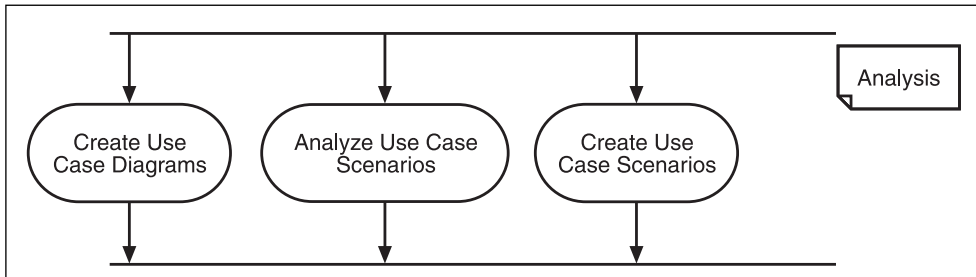 Analysis
Create Use
Case Diagrams
Analyze Use Case
Scenarios
Create Use
Case Scenarios